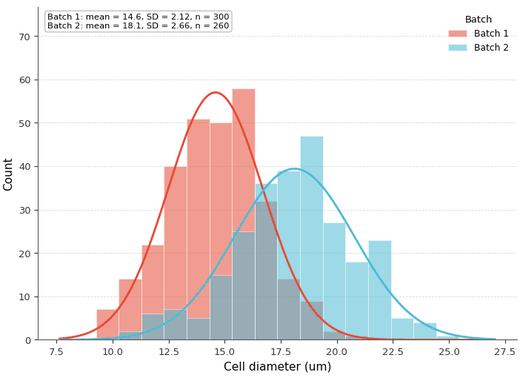 Batch 1: mean = 14.6, SD = 2.12, n = 300
Batch 2: mean = 18.1, SD = 2.66, n = 260
Batch
Batch 1
Batch 2
70
60
50
40
30
20
10
0
Count
7.5 10.0 12.5 15.0 17.5 20.0 22.5 25.0 27.5
Cell diameter (um)